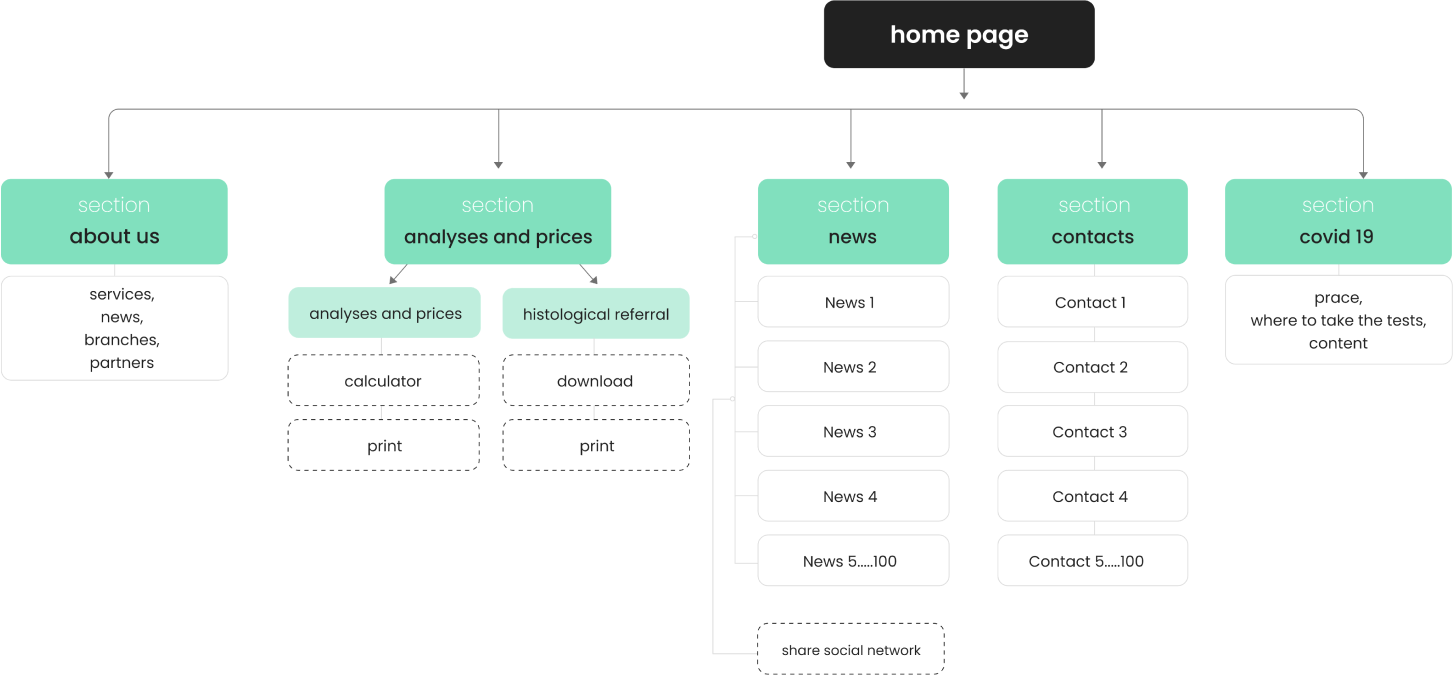 home page
section
about us
services,
news,
branches,
partners
section
analyses and prices
analyses and prices
calculator
print
histological referral
download
print
section
news
News 1
News 2
News 3
News 4
News 5.....100
share social network
section
contacts
Contact 1
Contact 2
Contact 3
Contact 4
Contact 5.....100
section
covid 19
prace,
where to take the tests,
content